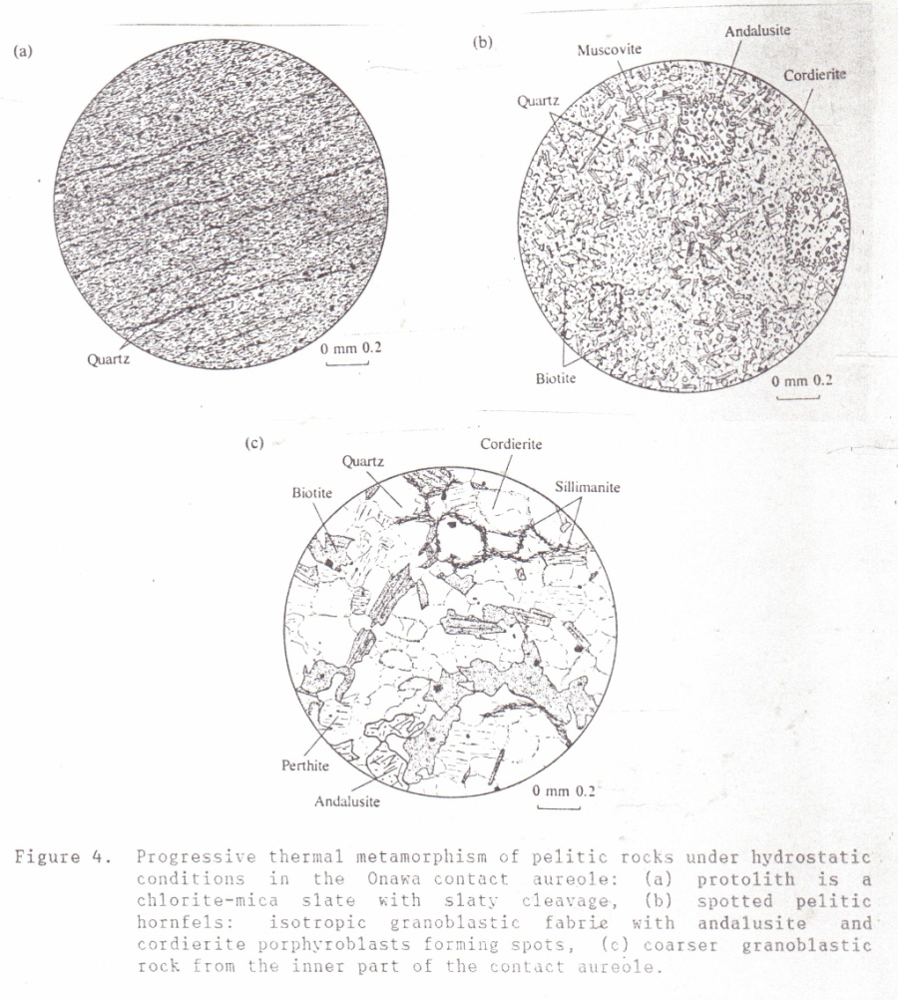 (a)
Quartz
0 mm 0.2
(b)
Muscovite
Andalusite
Quartz
Cordierite
Biotite
0 mm 0.2
(c)
Quartz
Cordierite
Biotite
Sillimanite
Perthite
Andalusite
0 mm 0.2
Figure 4. Progressive thermal metamorphism of pelitic rocks under hydrostatic
conditions in the Onawa contact aureole: (a) protolith is a
chlorite-mica slate with slaty cleavage, (b) spotted pelitic
hornfels: isotropic granoblastic fabric with andalusite and
cordierite porphyroblasts forming spots, (c) coarser granoblastic
rock from the inner part of the contact aureole.